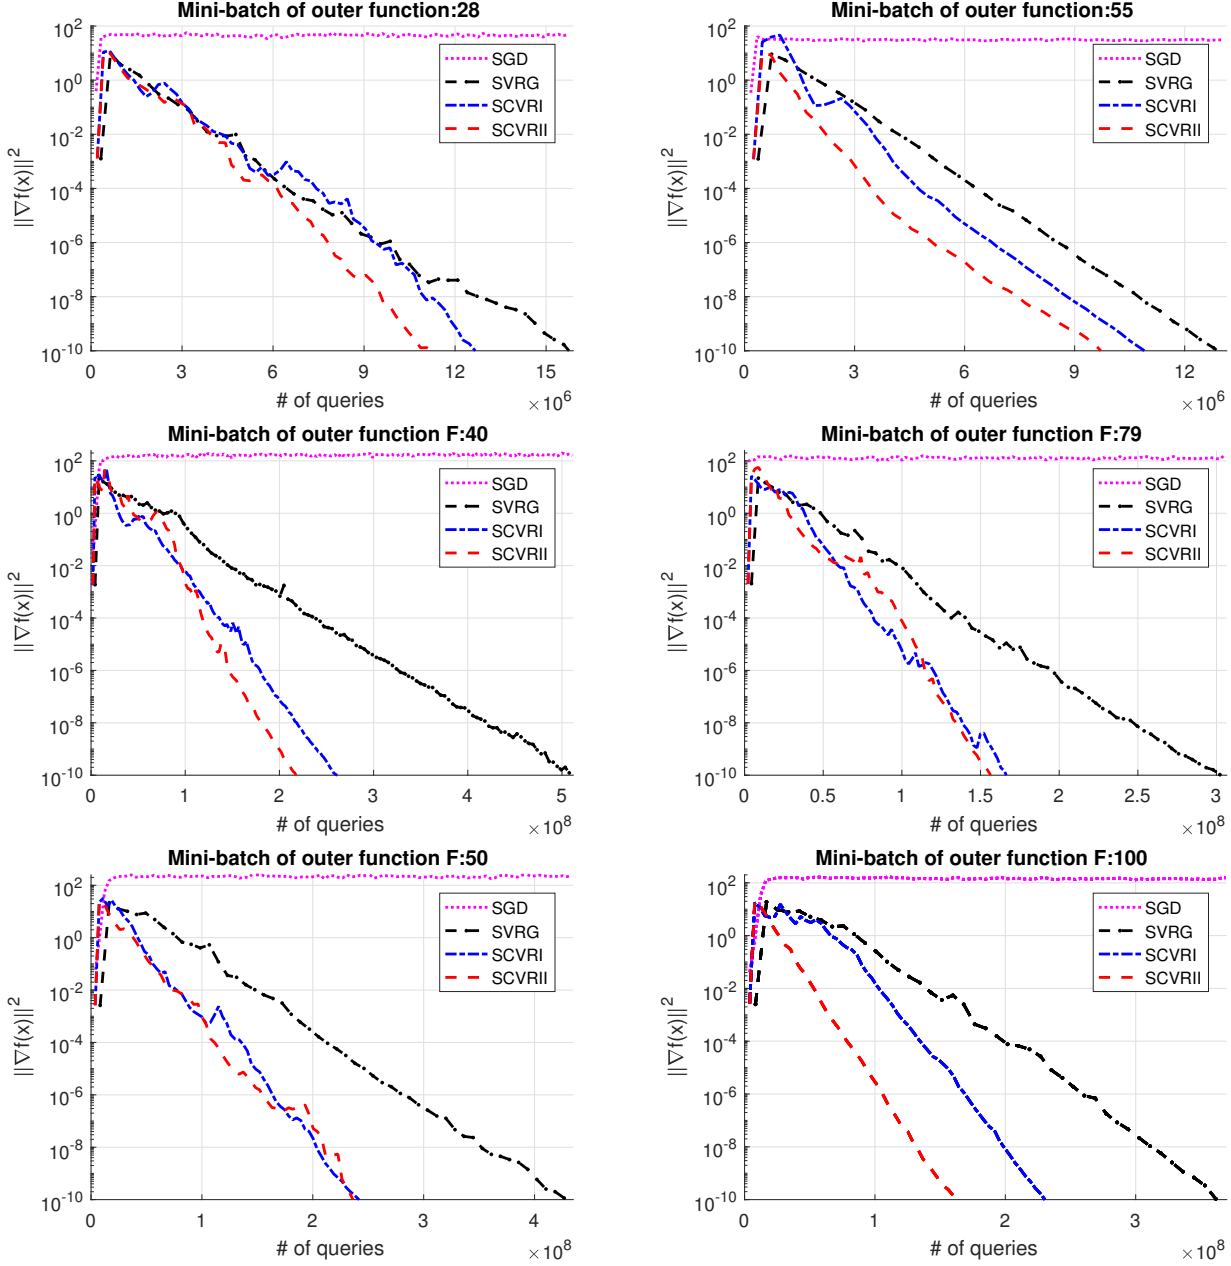 Mini-batch of outer function:28
10^2
10^0
10^-2
10^-4
10^-6
10^-8
10^-10
||∇f(x)||^2
SGD
SVRG
SCVRI
SCVRII
0 3 6 9 12 15
# of queries
×10^6
Mini-batch of outer function:55
10^2
10^0
10^-2
10^-4
10^-6
10^-8
10^-10
||∇f(x)||^2
SGD
SVRG
SCVRI
SCVRII
0 3 6 9 12
# of queries
×10^6
Mini-batch of outer function F:40
10^2
10^0
10^-2
10^-4
10^-6
10^-8
10^-10
||∇f(x)||^2
SGD
SVRG
SCVRI
SCVRII
0 1 2 3 4 5
# of queries
×10^8
Mini-batch of outer function F:79
10^2
10^0
10^-2
10^-4
10^-6
10^-8
10^-10
||∇f(x)||^2
SGD
SVRG
SCVRI
SCVRII
0 0.5 1 1.5 2 2.5 3
# of queries
×10^8
Mini-batch of outer function F:50
10^2
10^0
10^-2
10^-4
10^-6
10^-8
10^-10
||∇f(x)||^2
SGD
SVRG
SCVRI
SCVRII
0 1 2 3 4
# of queries
×10^8
Mini-batch of outer function F:100
10^2
10^0
10^-2
10^-4
10^-6
10^-8
10^-10
||∇f(x)||^2
SGD
SVRG
SCVRI
SCVRII
0 1 2 3
# of queries
×10^8